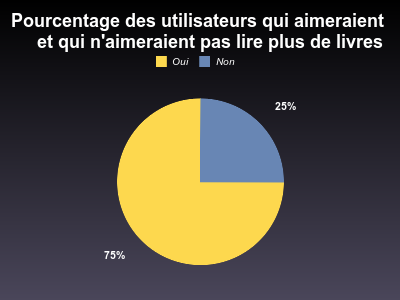 Pourcentage des utilisateurs qui aimeraient
et qui n'aimeraient pas lire plus de livres
Oui Non
25%
75%